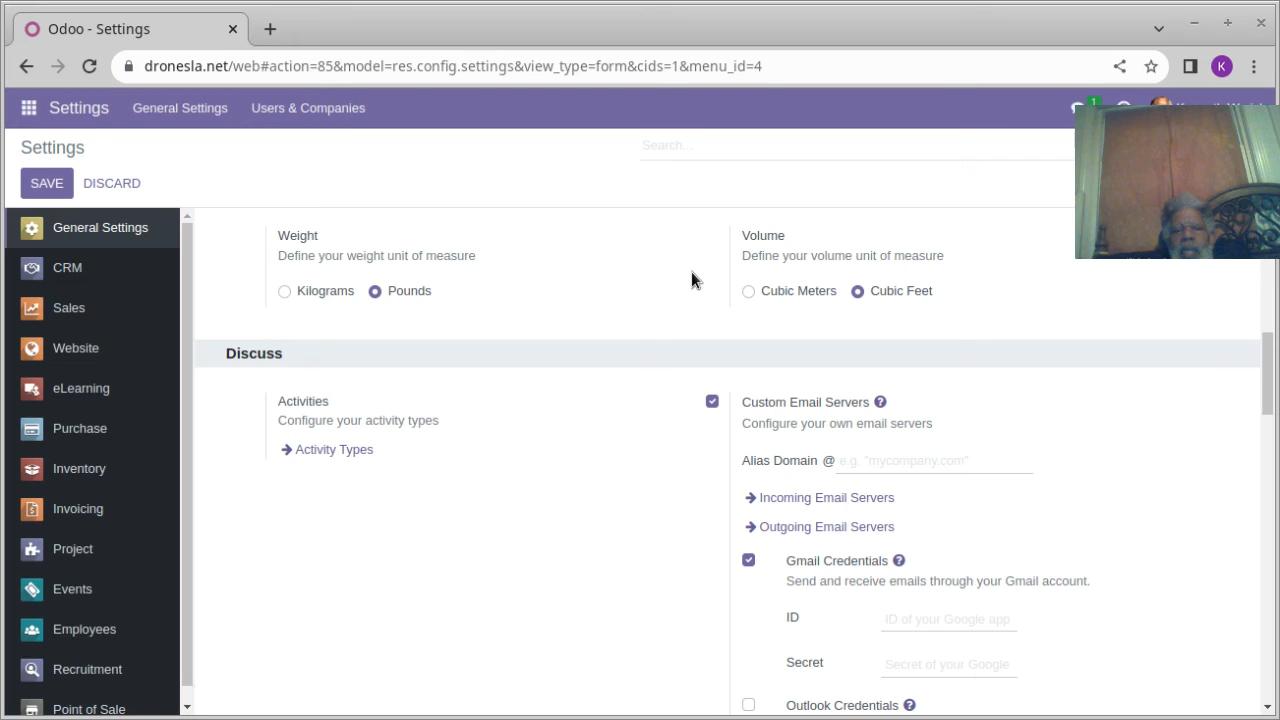 Odoo - Settings
dronesla.net/web#action=85&model=res.config.settings&view_type=form&cids=1&menu_id=4
K
Settings
General Settings
Users & Companies
1
Settings
Search...
SAVE
DISCARD
General Settings
CRM
Sales
Website
eLearning
Purchase
Inventory
Invoicing
Project
Events
Employees
Recruitment
Point of Sale
Weight
Define your weight unit of measure
Kilograms
Pounds
Volume
Define your volume unit of measure
Cubic Meters
Cubic Feet
Discuss
Activities
Configure your activity types
Activity Types
Custom Email Servers ?
Configure your own email servers
Alias Domain @ e.g. "mycompany.com"
Incoming Email Servers
Outgoing Email Servers
Gmail Credentials ?
Send and receive emails through your Gmail account.
ID
ID of your Google app
Secret
Secret of your Google
Outlook Credentials ?